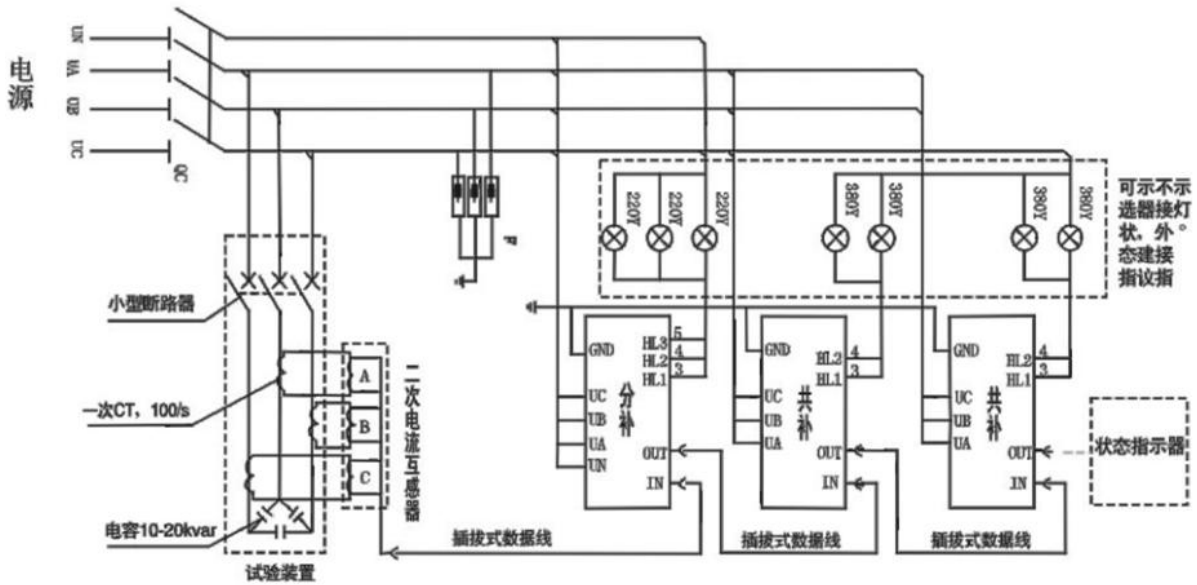 电源
UN
UA
UB
UC
QC
F
220V
220V
220V
380V
380V
380V
380V
可示不示
选器接灯
状、外。
态建接
指议指
小型断路器
一次CT，100/s
电容10-20kvar
试验装置
A
B
C
二次电流互感器
GND
HL3
5
HL2
4
HL1
3
UC
UB
UA
UN
分补
OUT
IN
GND
HL2
4
HL1
3
UC
UB
UA
共补
OUT
IN
GND
HL2
4
HL1
3
UC
UB
UA
共补
OUT
IN
状态指示器
插拔式数据线
插拔式数据线
插拔式数据线